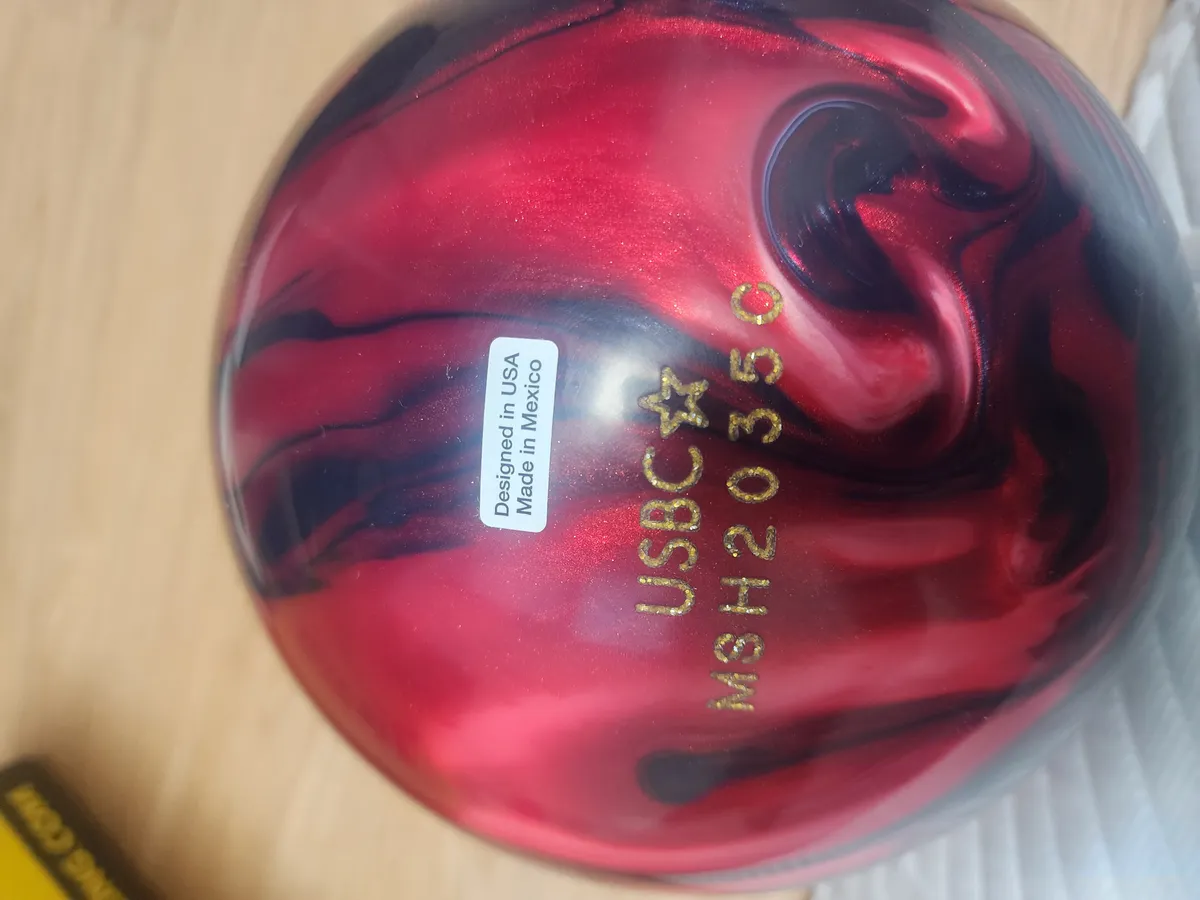 Designed in USA
Made in Mexico
USBC☆
MSH2035C